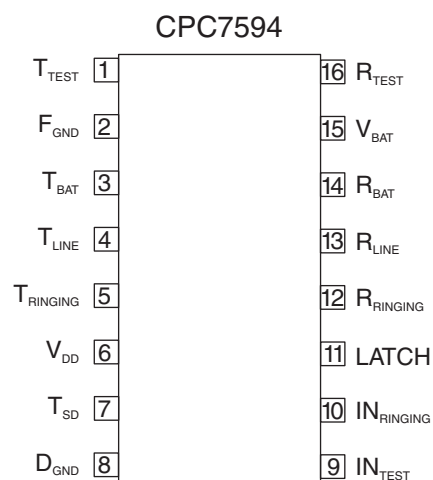 CPC7594
T_TEST 1
F_GND 2
T_BAT 3
T_LINE 4
T_RINGING 5
V_DD 6
T_SD 7
D_GND 8
16 R_TEST
15 V_BAT
14 R_BAT
13 R_LINE
12 R_RINGING
11 LATCH
10 IN_RINGING
9 IN_TEST